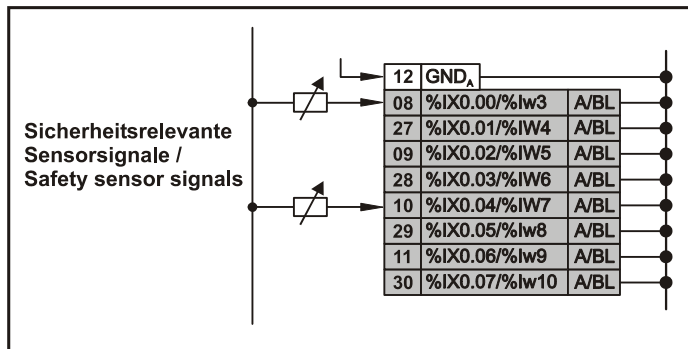 12 GNDA
08 %IX0.00/%Iw3 A/BL
27 %IX0.01/%IW4 A/BL
09 %IX0.02/%IW5 A/BL
28 %IX0.03/%IW6 A/BL
10 %IX0.04/%IW7 A/BL
29 %IX0.05/%Iw8 A/BL
11 %IX0.06/%Iw9 A/BL
30 %IX0.07/%Iw10 A/BL
Sicherheitsrelevante
Sensorsignale /
Safety sensor signals